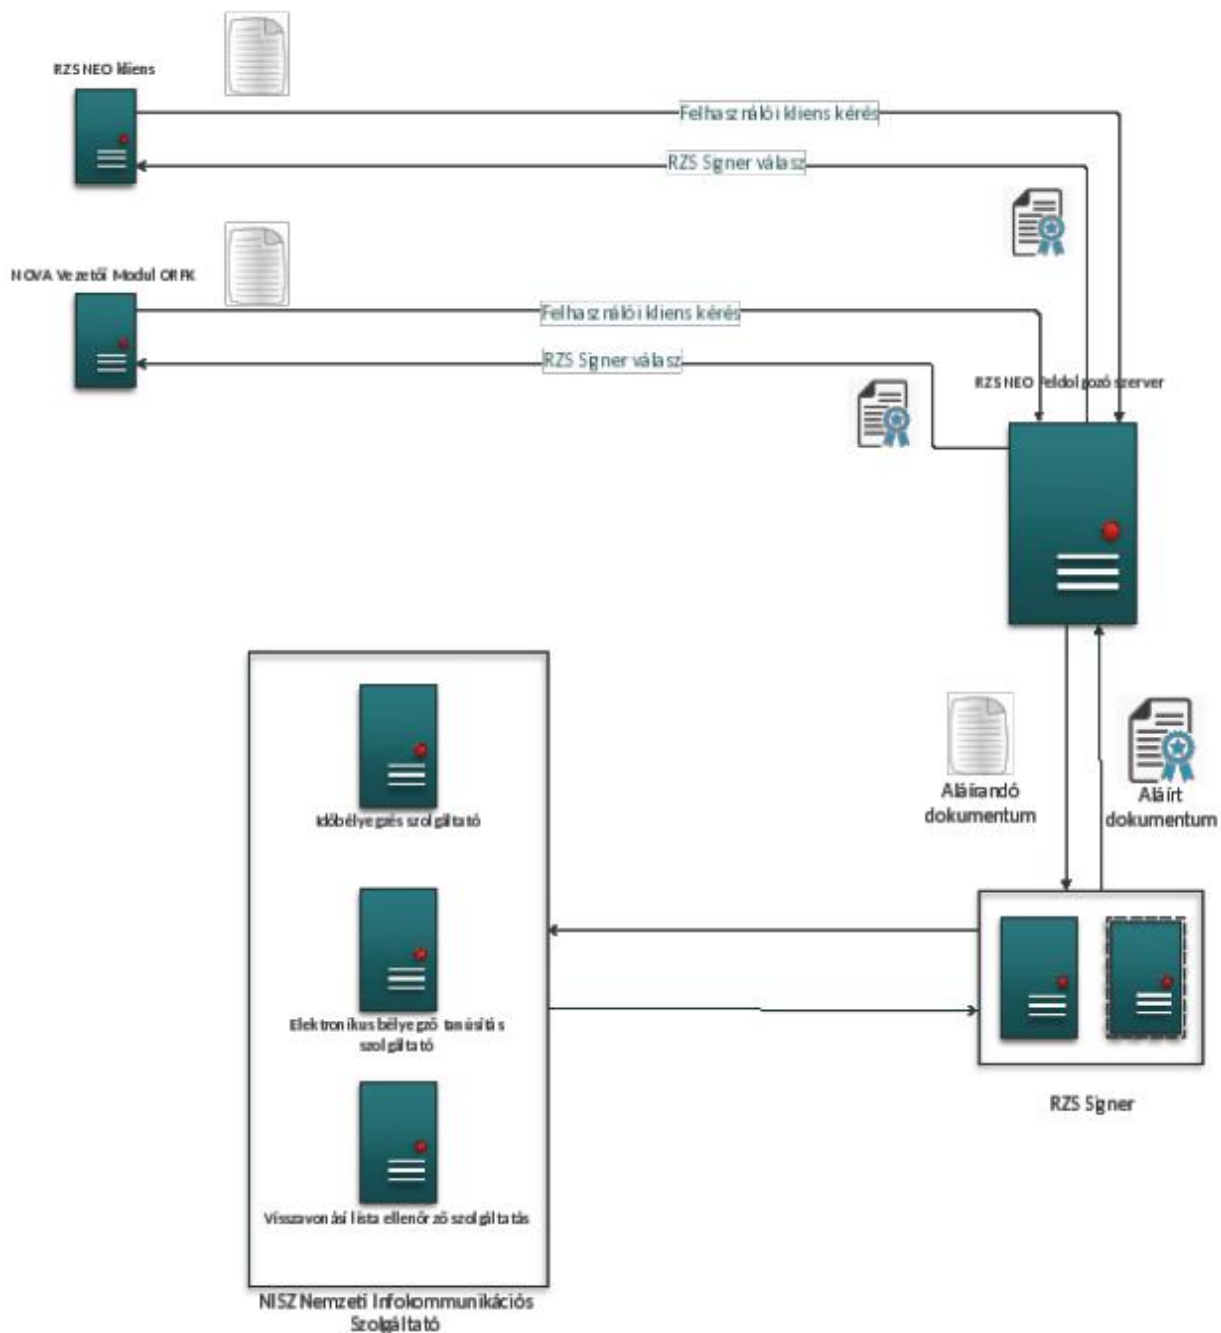 RZS NEO kliens
Felhasználói kliens kérés
RZS Signer válasz
NOVA Vezetői Modul ORFK
Felhasználói kliens kérés
RZS Signer válasz
RZS NEO Feldolgozó szerver
Aláírandó
dokumentum
Aláírt
dokumentum
Időbélyegzés szolgáltató
Elektronikus bélyegző tanúsítás
szolgáltató
Visszavonási lista ellenőrző szolgáltatás
RZS Signer
NISZ Nemzeti Infokommunikációs
Szolgáltató